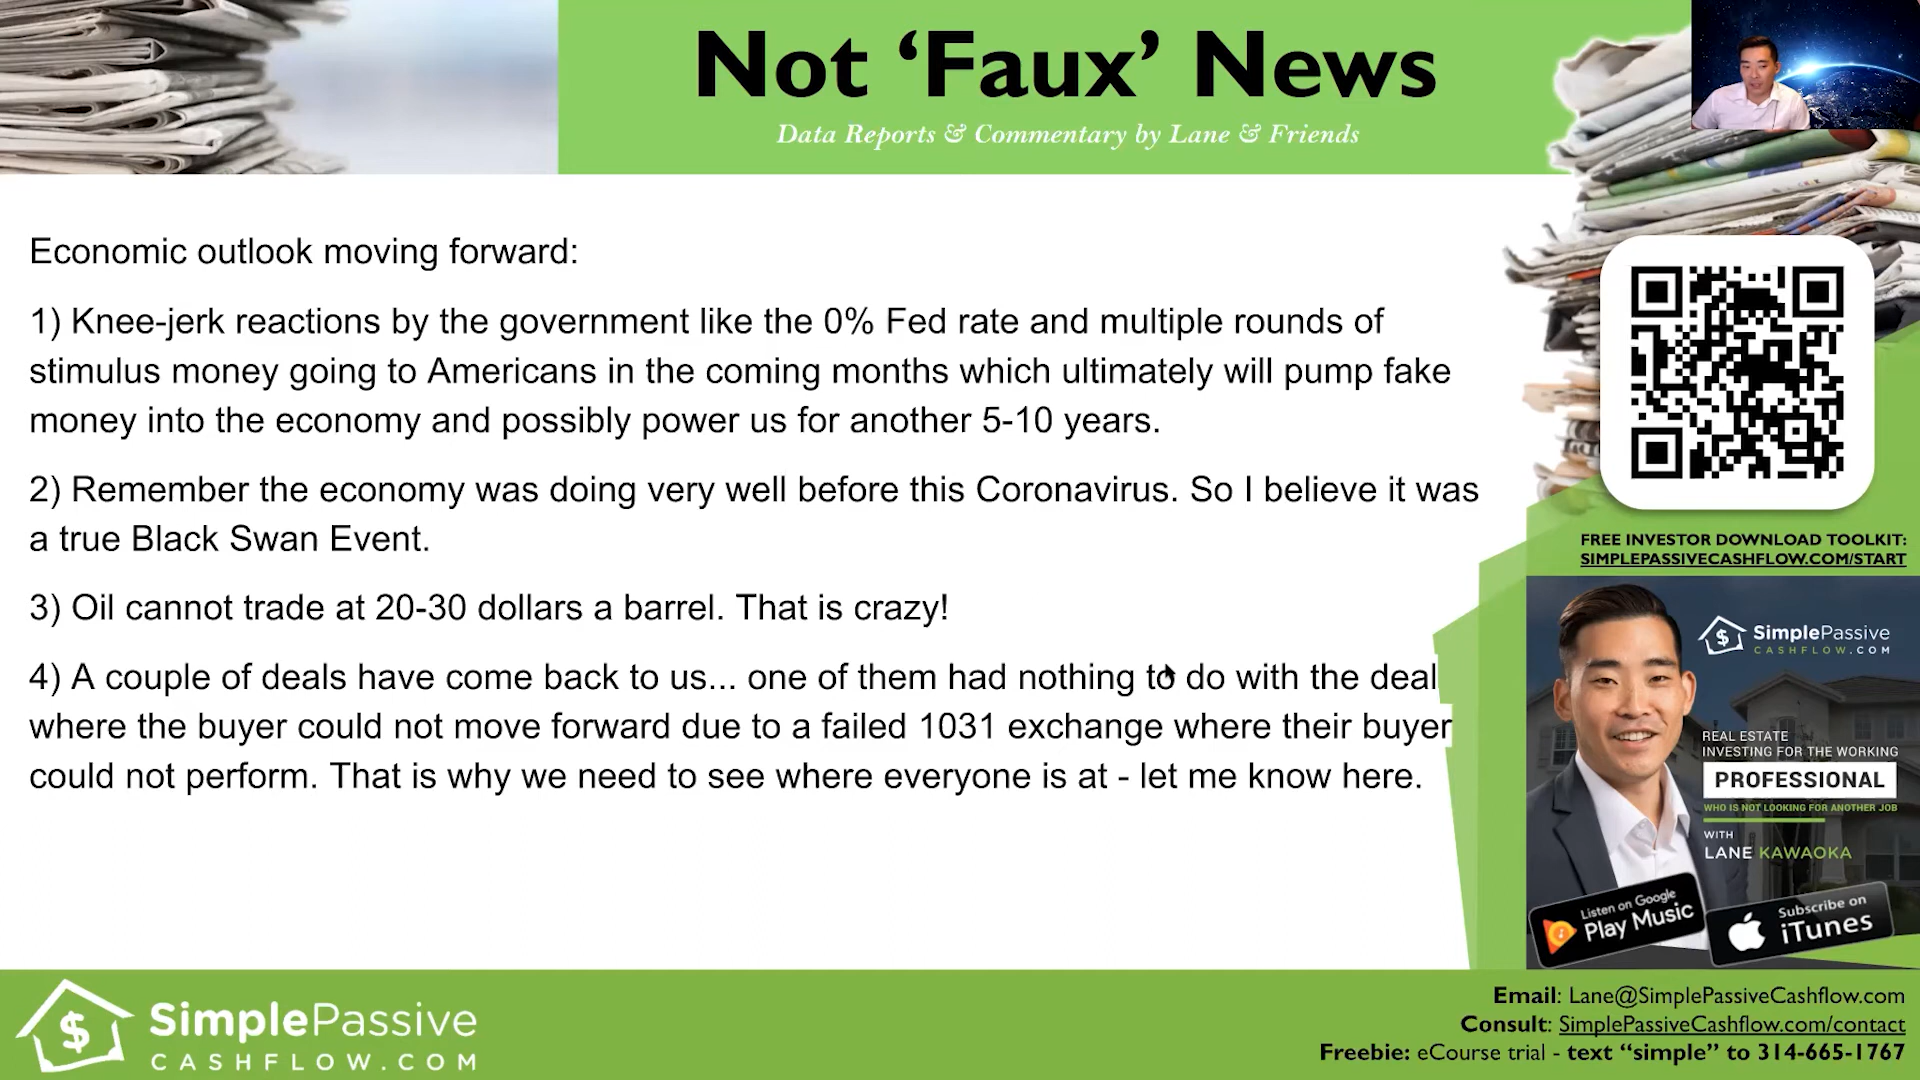 Not ‘Faux’ News
Data Reports & Commentary by Lane & Friends
Economic outlook moving forward:
1) Knee-jerk reactions by the government like the 0% Fed rate and multiple rounds of
stimulus money going to Americans in the coming months which ultimately will pump fake
money into the economy and possibly power us for another 5-10 years.
2) Remember the economy was doing very well before this Coronavirus. So I believe it was
a true Black Swan Event.
3) Oil cannot trade at 20-30 dollars a barrel. That is crazy!
4) A couple of deals have come back to us... one of them had nothing to do with the deal
where the buyer could not move forward due to a failed 1031 exchange where their buyer
could not perform. That is why we need to see where everyone is at - let me know here.
FREE INVESTOR DOWNLOAD TOOLKIT:
SIMPLEPASSIVECASHFLOW.COM/START
$ SimplePassive
CASHFLOW.COM
REAL ESTATE
INVESTING FOR THE WORKING
PROFESSIONAL
WHO IS NOT LOOKING FOR ANOTHER JOB
WITH
LANE KAWAOKA
Listen on Google
Play Music
Subscribe on
iTunes
$ SimplePassive
CASHFLOW.COM
Email: Lane@SimplePassiveCashflow.com
Consult: SimplePassiveCashflow.com/contact
Freebie: eCourse trial - text “simple” to 314-665-1767